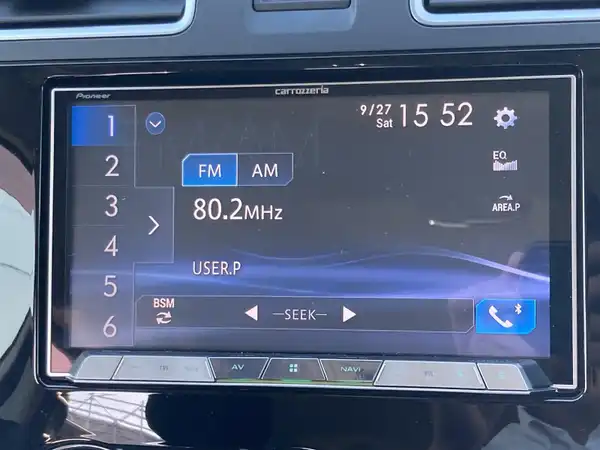 Pioneer
carrozzeria
1
2
3
4
5
6
9/27
Sat
15 52
FM
AM
80.2MHz
USER.P
EQ
AREA.P
BSM
SEEK
AV
NAVI